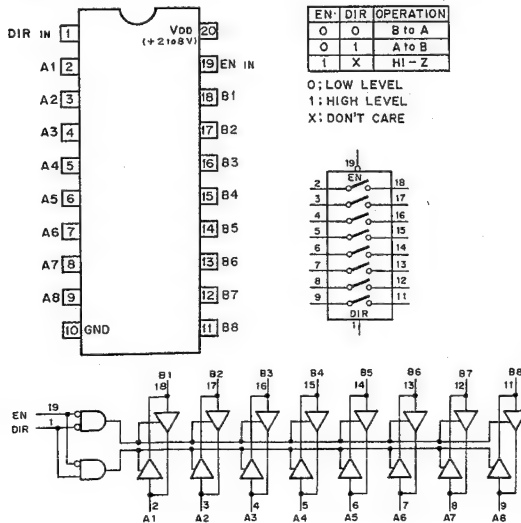 DIR IN 1
VDD 20
(+2 to 8V)
A1 2
19 EN IN
A2 3
18 B1
A3 4
17 B2
A4 5
16 B3
A5 6
15 B4
A6 7
14 B5
A7 8
13 B6
A8 9
12 B7
10 GND
11 B8
EN DIR OPERATION
0 0 B to A
0 1 A to B
1 X HI-Z
0; LOW LEVEL
1; HIGH LEVEL
X; DON'T CARE
19
EN
2 18
3 17
4 16
5 15
6 14
7 13
8 12
9 11
DIR
1
B1 B2 B3 B4 B5 B6 B7 B8
18 17 16 15 14 13 12 11
EN 19
DIR 1
2 3 4 5 6 7 8 9
A1 A2 A3 A4 A5 A6 A7 A8